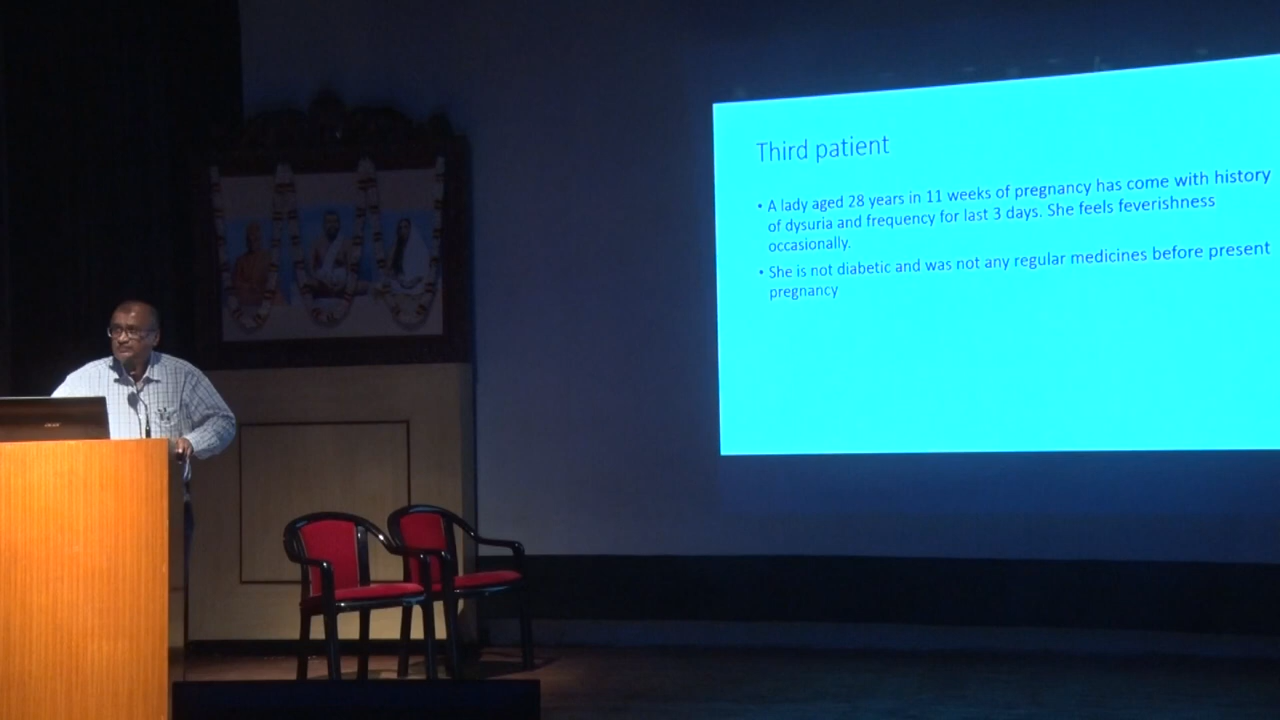 Third patient
• A lady aged 28 years in 11 weeks of pregnancy has come with history
of dysuria and frequency for last 3 days. She feels feverishness
occasionally.
• She is not diabetic and was not any regular medicines before present
pregnancy
acer